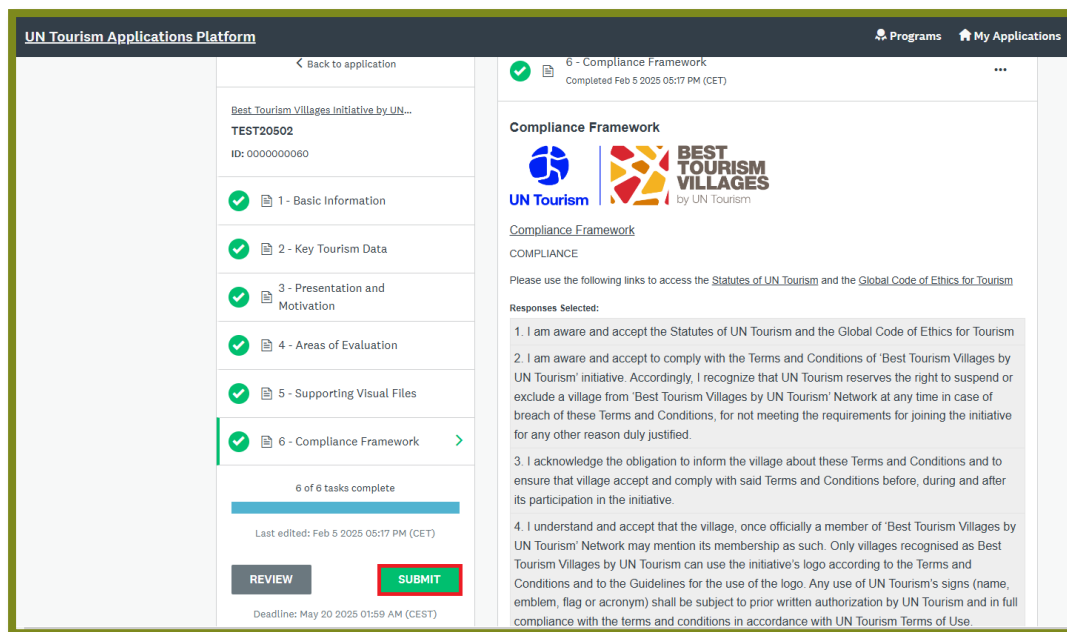 UN Tourism Applications Platform
Programs
My Applications
Back to application
Best Tourism Villages Initiative by UN...
TEST20502
ID: 0000000060
1 - Basic Information
2 - Key Tourism Data
3 - Presentation and
Motivation
4 - Areas of Evaluation
5 - Supporting Visual Files
6 - Compliance Framework
6 of 6 tasks complete
Last edited: Feb 5 2025 05:17 PM (CET)
REVIEW
SUBMIT
Deadline: May 20 2025 01:59 AM (CEST)
6 - Compliance Framework
Completed Feb 5 2025 05:17 PM (CET)
...
Compliance Framework
UN Tourism
BEST
TOURISM
VILLAGES
by UN Tourism
Compliance Framework
COMPLIANCE
Please use the following links to access the Statutes of UN Tourism and the Global Code of Ethics for Tourism
Responses Selected:
1. I am aware and accept the Statutes of UN Tourism and the Global Code of Ethics for Tourism
2. I am aware and accept to comply with the Terms and Conditions of ‘Best Tourism Villages by
UN Tourism’ initiative. Accordingly, I recognize that UN Tourism reserves the right to suspend or
exclude a village from ‘Best Tourism Villages by UN Tourism’ Network at any time in case of
breach of these Terms and Conditions, for not meeting the requirements for joining the initiative
for any other reason duly justified.
3. I acknowledge the obligation to inform the village about these Terms and Conditions and to
ensure that village accept and comply with said Terms and Conditions before, during and after
its participation in the initiative.
4. I understand and accept that the village, once officially a member of ‘Best Tourism Villages by
UN Tourism’ Network may mention its membership as such. Only villages recognised as Best
Tourism Villages by UN Tourism can use the initiative’s logo according to the Terms and
Conditions and to the Guidelines for the use of the logo. Any use of UN Tourism’s signs (name,
emblem, flag or acronym) shall be subject to prior written authorization by UN Tourism and in full
compliance with the terms and conditions in accordance with UN Tourism Terms of Use.